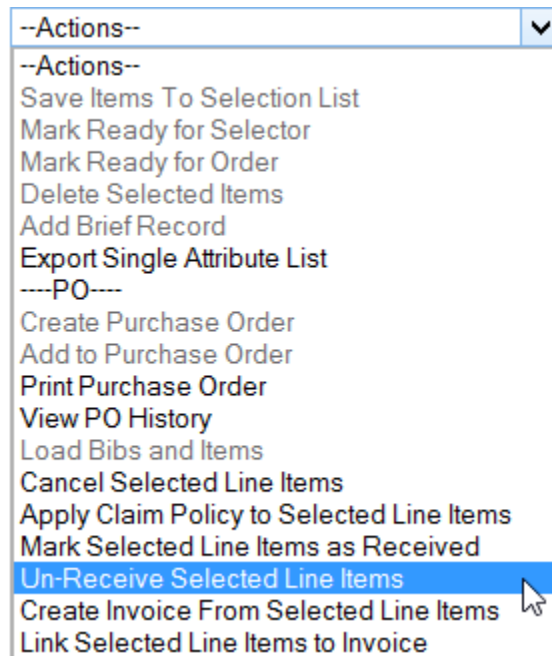 --Actions--
--Actions--
Save Items To Selection List
Mark Ready for Selector
Mark Ready for Order
Delete Selected Items
Add Brief Record
Export Single Attribute List
----PO----
Create Purchase Order
Add to Purchase Order
Print Purchase Order
View PO History
Load Bibs and Items
Cancel Selected Line Items
Apply Claim Policy to Selected Line Items
Mark Selected Line Items as Received
Un-Receive Selected Line Items
Create Invoice From Selected Line Items
Link Selected Line Items to Invoice